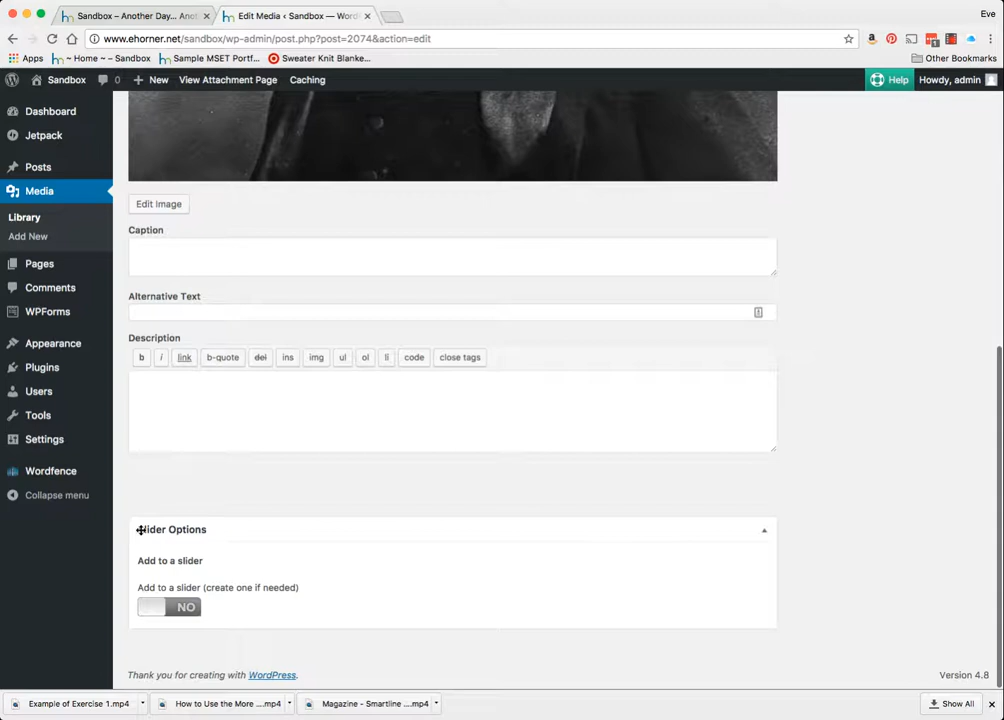 Sandbox – Another Day... Ano
Edit Media ‹ Sandbox — Word
Eve
www.ehorner.net/sandbox/wp-admin/post.php?post=2074&action=edit
Apps
~ Home ~ – Sandbox
Sample MSET Portf...
Sweater Knit Blanke...
Other Bookmarks
Sandbox
0
New
View Attachment Page
Caching
Help
Howdy, admin
Dashboard
Jetpack
Posts
Media
Library
Add New
Pages
Comments
WPForms
Appearance
Plugins
Users
Tools
Settings
Wordfence
Collapse menu
Edit Image
Caption
Alternative Text
Description
b
i
link
b-quote
del
ins
img
ul
ol
li
code
close tags
lider Options
Add to a slider
Add to a slider (create one if needed)
NO
Thank you for creating with WordPress.
Version 4.8
Example of Exercise 1.mp4
How to Use the More ....mp4
Magazine - Smartline ....mp4
Show All